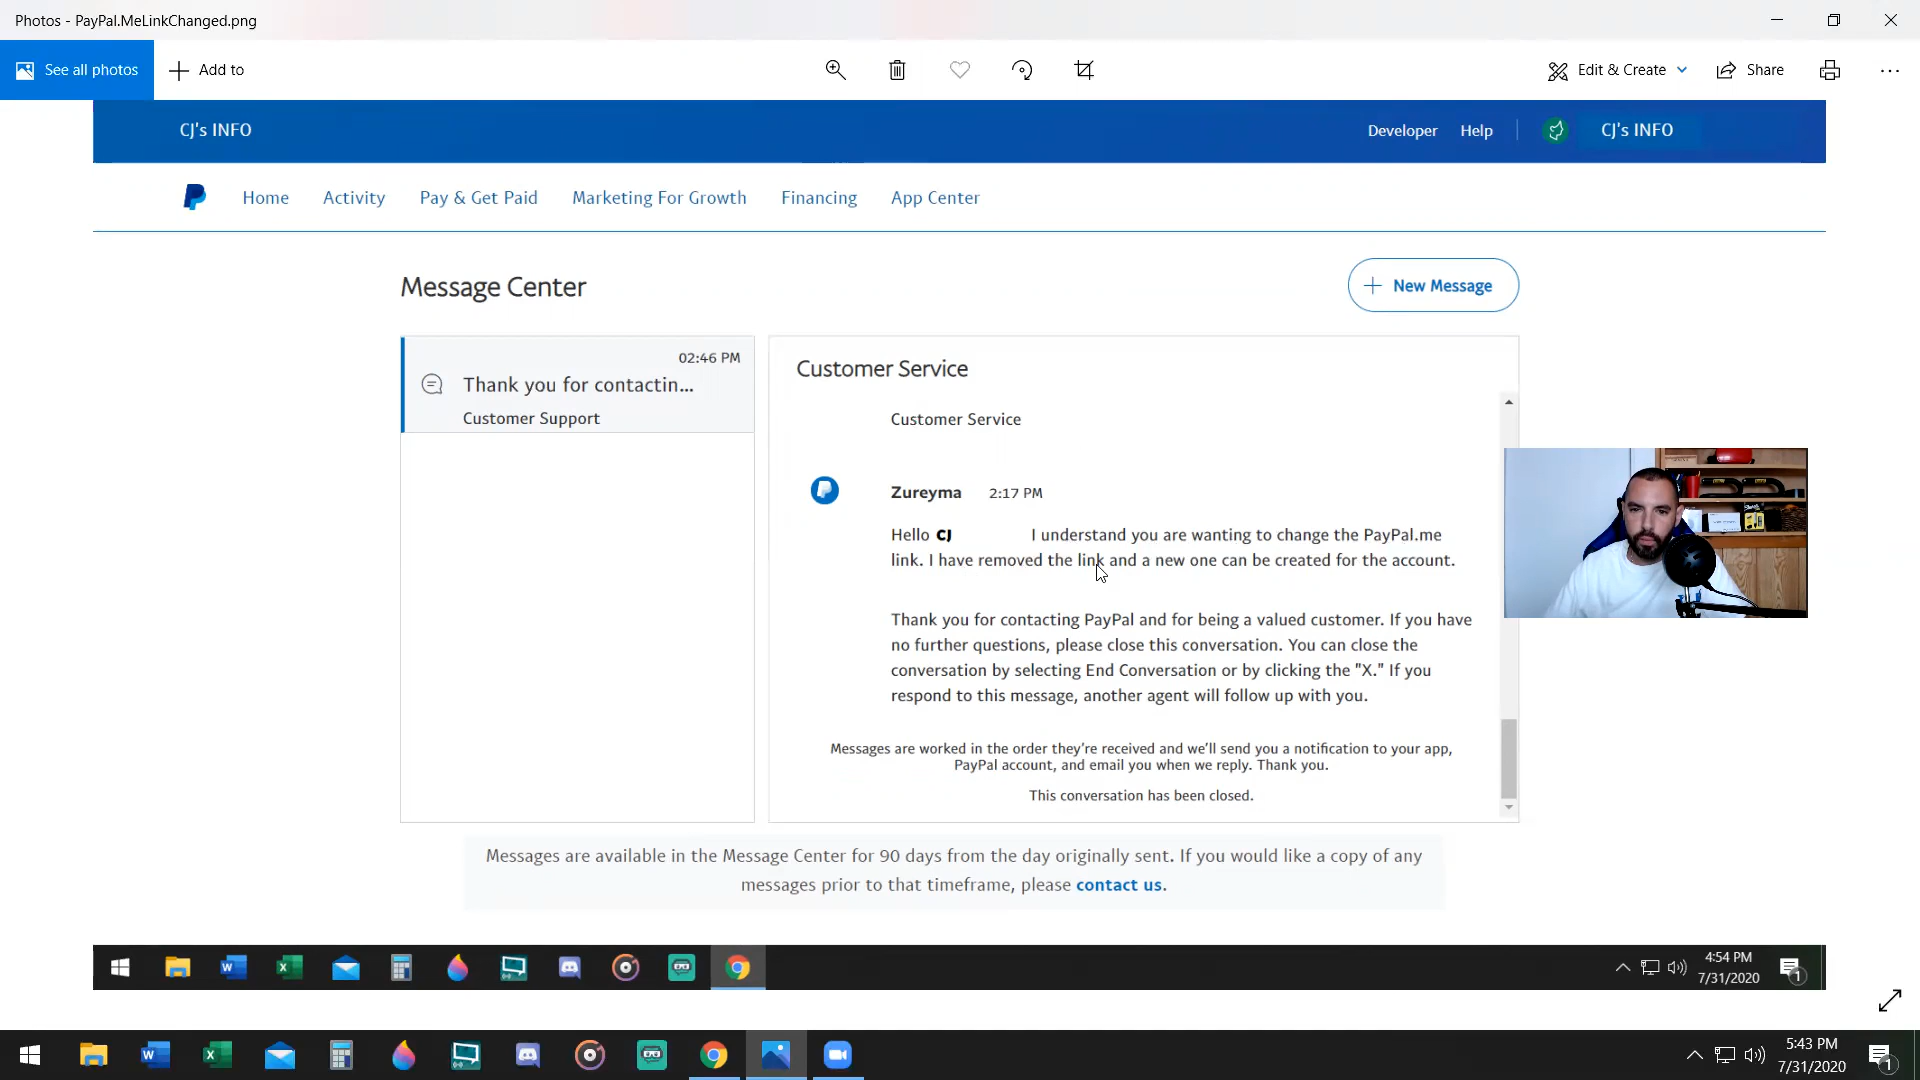 Photos - PayPal.MeLinkChanged.png
See all photos
Add to
Edit & Create
Share
CJ's INFO
Developer
Help
CJ's INFO
Home
Activity
Pay & Get Paid
Marketing For Growth
Financing
App Center
Message Center
New Message
02:46 PM
Thank you for contactin...
Customer Support
Customer Service
Customer Service
Zureyma 2:17 PM
Hello CJ I understand you are wanting to change the PayPal.me
link. I have removed the link and a new one can be created for the account.
Thank you for contacting PayPal and for being a valued customer. If you have
no further questions, please close this conversation. You can close the
conversation by selecting End Conversation or by clicking the "X." If you
respond to this message, another agent will follow up with you.
Messages are worked in the order they're received and we'll send you a notification to your app,
PayPal account, and email you when we reply. Thank you.
This conversation has been closed.
Messages are available in the Message Center for 90 days from the day originally sent. If you would like a copy of any
messages prior to that timeframe, please contact us.
4:54 PM
7/31/2020
1
5:43 PM
7/31/2020
1